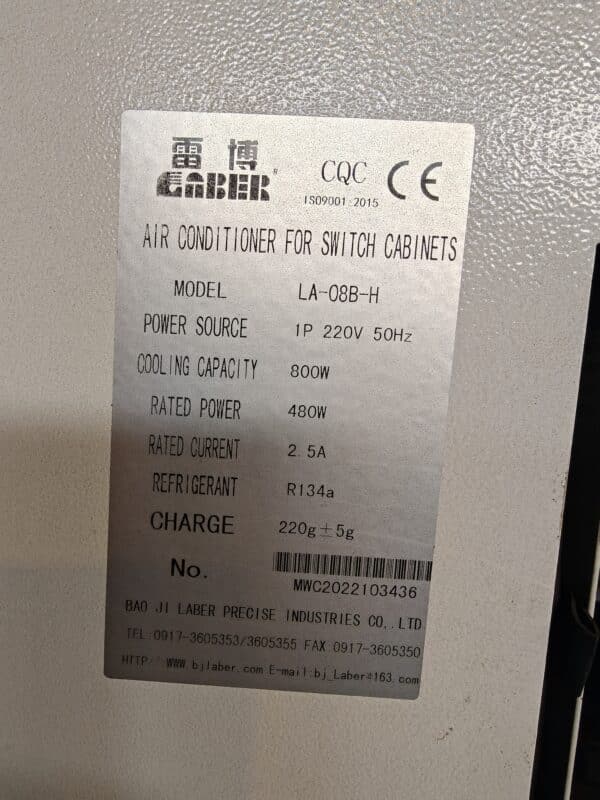 雷博
LABER®
CQC CE
ISO9001:2015
AIR CONDITIONER FOR SWITCH CABINETS
MODEL LA-08B-H
POWER SOURCE 1P 220V 50Hz
COOLING CAPACITY 800W
RATED POWER 480W
RATED CURRENT 2.5A
REFRIGERANT R134a
CHARGE 220g±5g
No.
MWC2022103436
BAO JI LABER PRECISE INDUSTRIES CO,.LTD
TEL:0917-3605353/3605355 FAX:0917-3605350
HTTP//WWW.bjlaber.com E-mail:bj_Laber@163.com